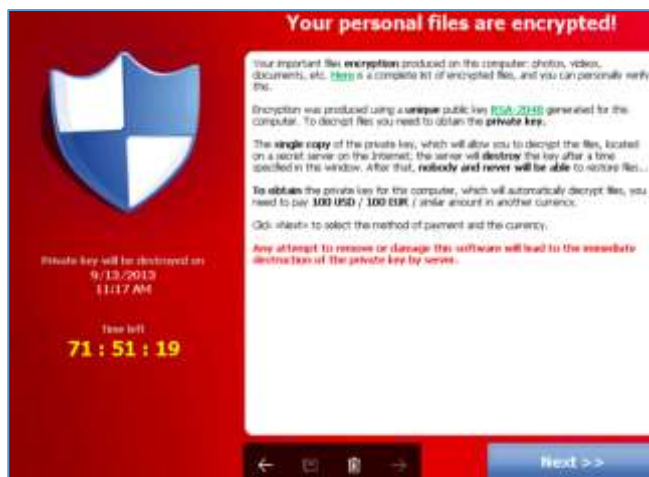 Your personal files are encrypted!
Your important files encryption produced on this computer: photos, videos,
documents, etc. Here is a complete list of encrypted files, and you can personally verify
this.
Encryption was produced using a unique public key RSA-2048 generated for this
computer. To decrypt files you need to obtain the private key.
The single copy of the private key, which will allow you to decrypt the files, located
on a secret server on the Internet; the server will destroy the key after a time
specified in this window. After that, nobody and never will be able to restore files...
To obtain the private key for this computer, which will automatically decrypt files, you
need to pay 100 USD / 100 EUR / similar amount in another currency.
Click «Next» to select the method of payment and the currency.
Any attempt to remove or damage this software will lead to the immediate
destruction of the private key by server.
Private key will be destroyed on
9/13/2013
11:17 AM
Time left
71 : 51 : 19
Next >>